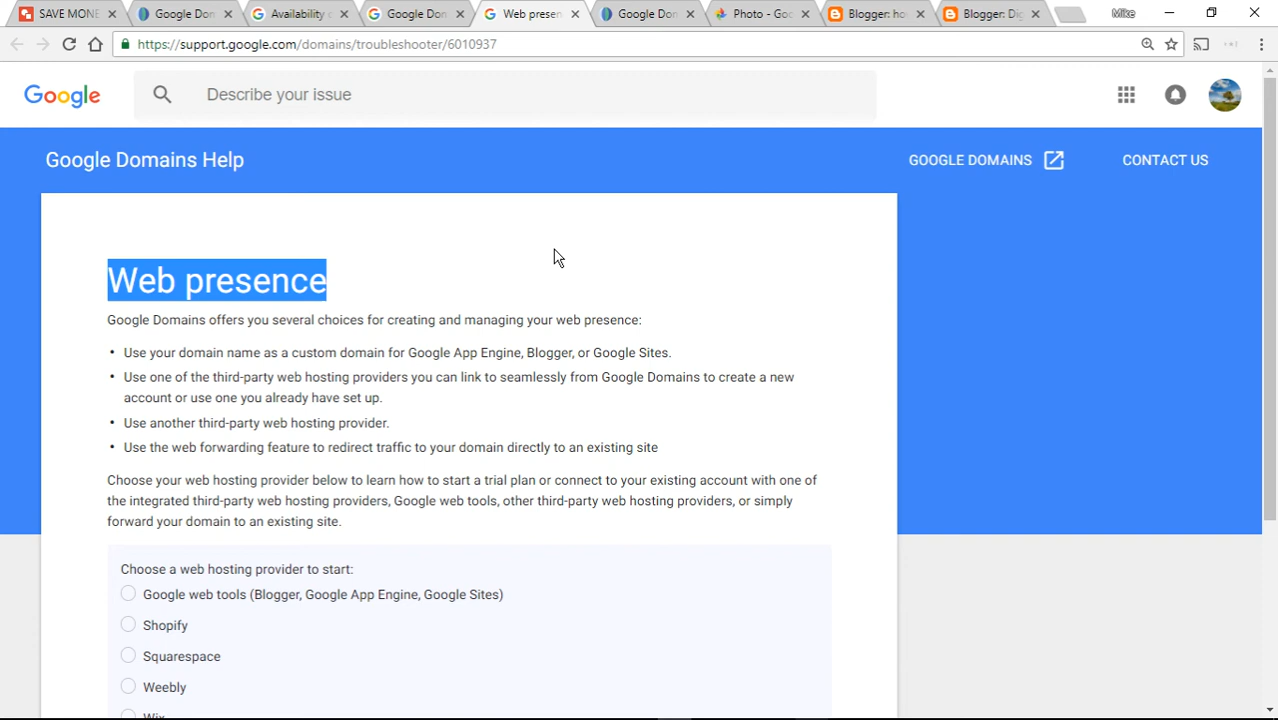 SAVE MONE
Google Don
Availability
Google Don
Web presen
Google Don
Photo - Goo
Blogger: ho
Blogger: Dig
Mike
https://support.google.com/domains/troubleshooter/6010937
Google
Describe your issue
Google Domains Help
GOOGLE DOMAINS
CONTACT US
Web presence
Google Domains offers you several choices for creating and managing your web presence:
• Use your domain name as a custom domain for Google App Engine, Blogger, or Google Sites.
• Use one of the third-party web hosting providers you can link to seamlessly from Google Domains to create a new
account or use one you already have set up.
• Use another third-party web hosting provider.
• Use the web forwarding feature to redirect traffic to your domain directly to an existing site
Choose your web hosting provider below to learn how to start a trial plan or connect to your existing account with one of
the integrated third-party web hosting providers, Google web tools, other third-party web hosting providers, or simply
forward your domain to an existing site.
Choose a web hosting provider to start:
Google web tools (Blogger, Google App Engine, Google Sites)
Shopify
Squarespace
Weebly
Wix